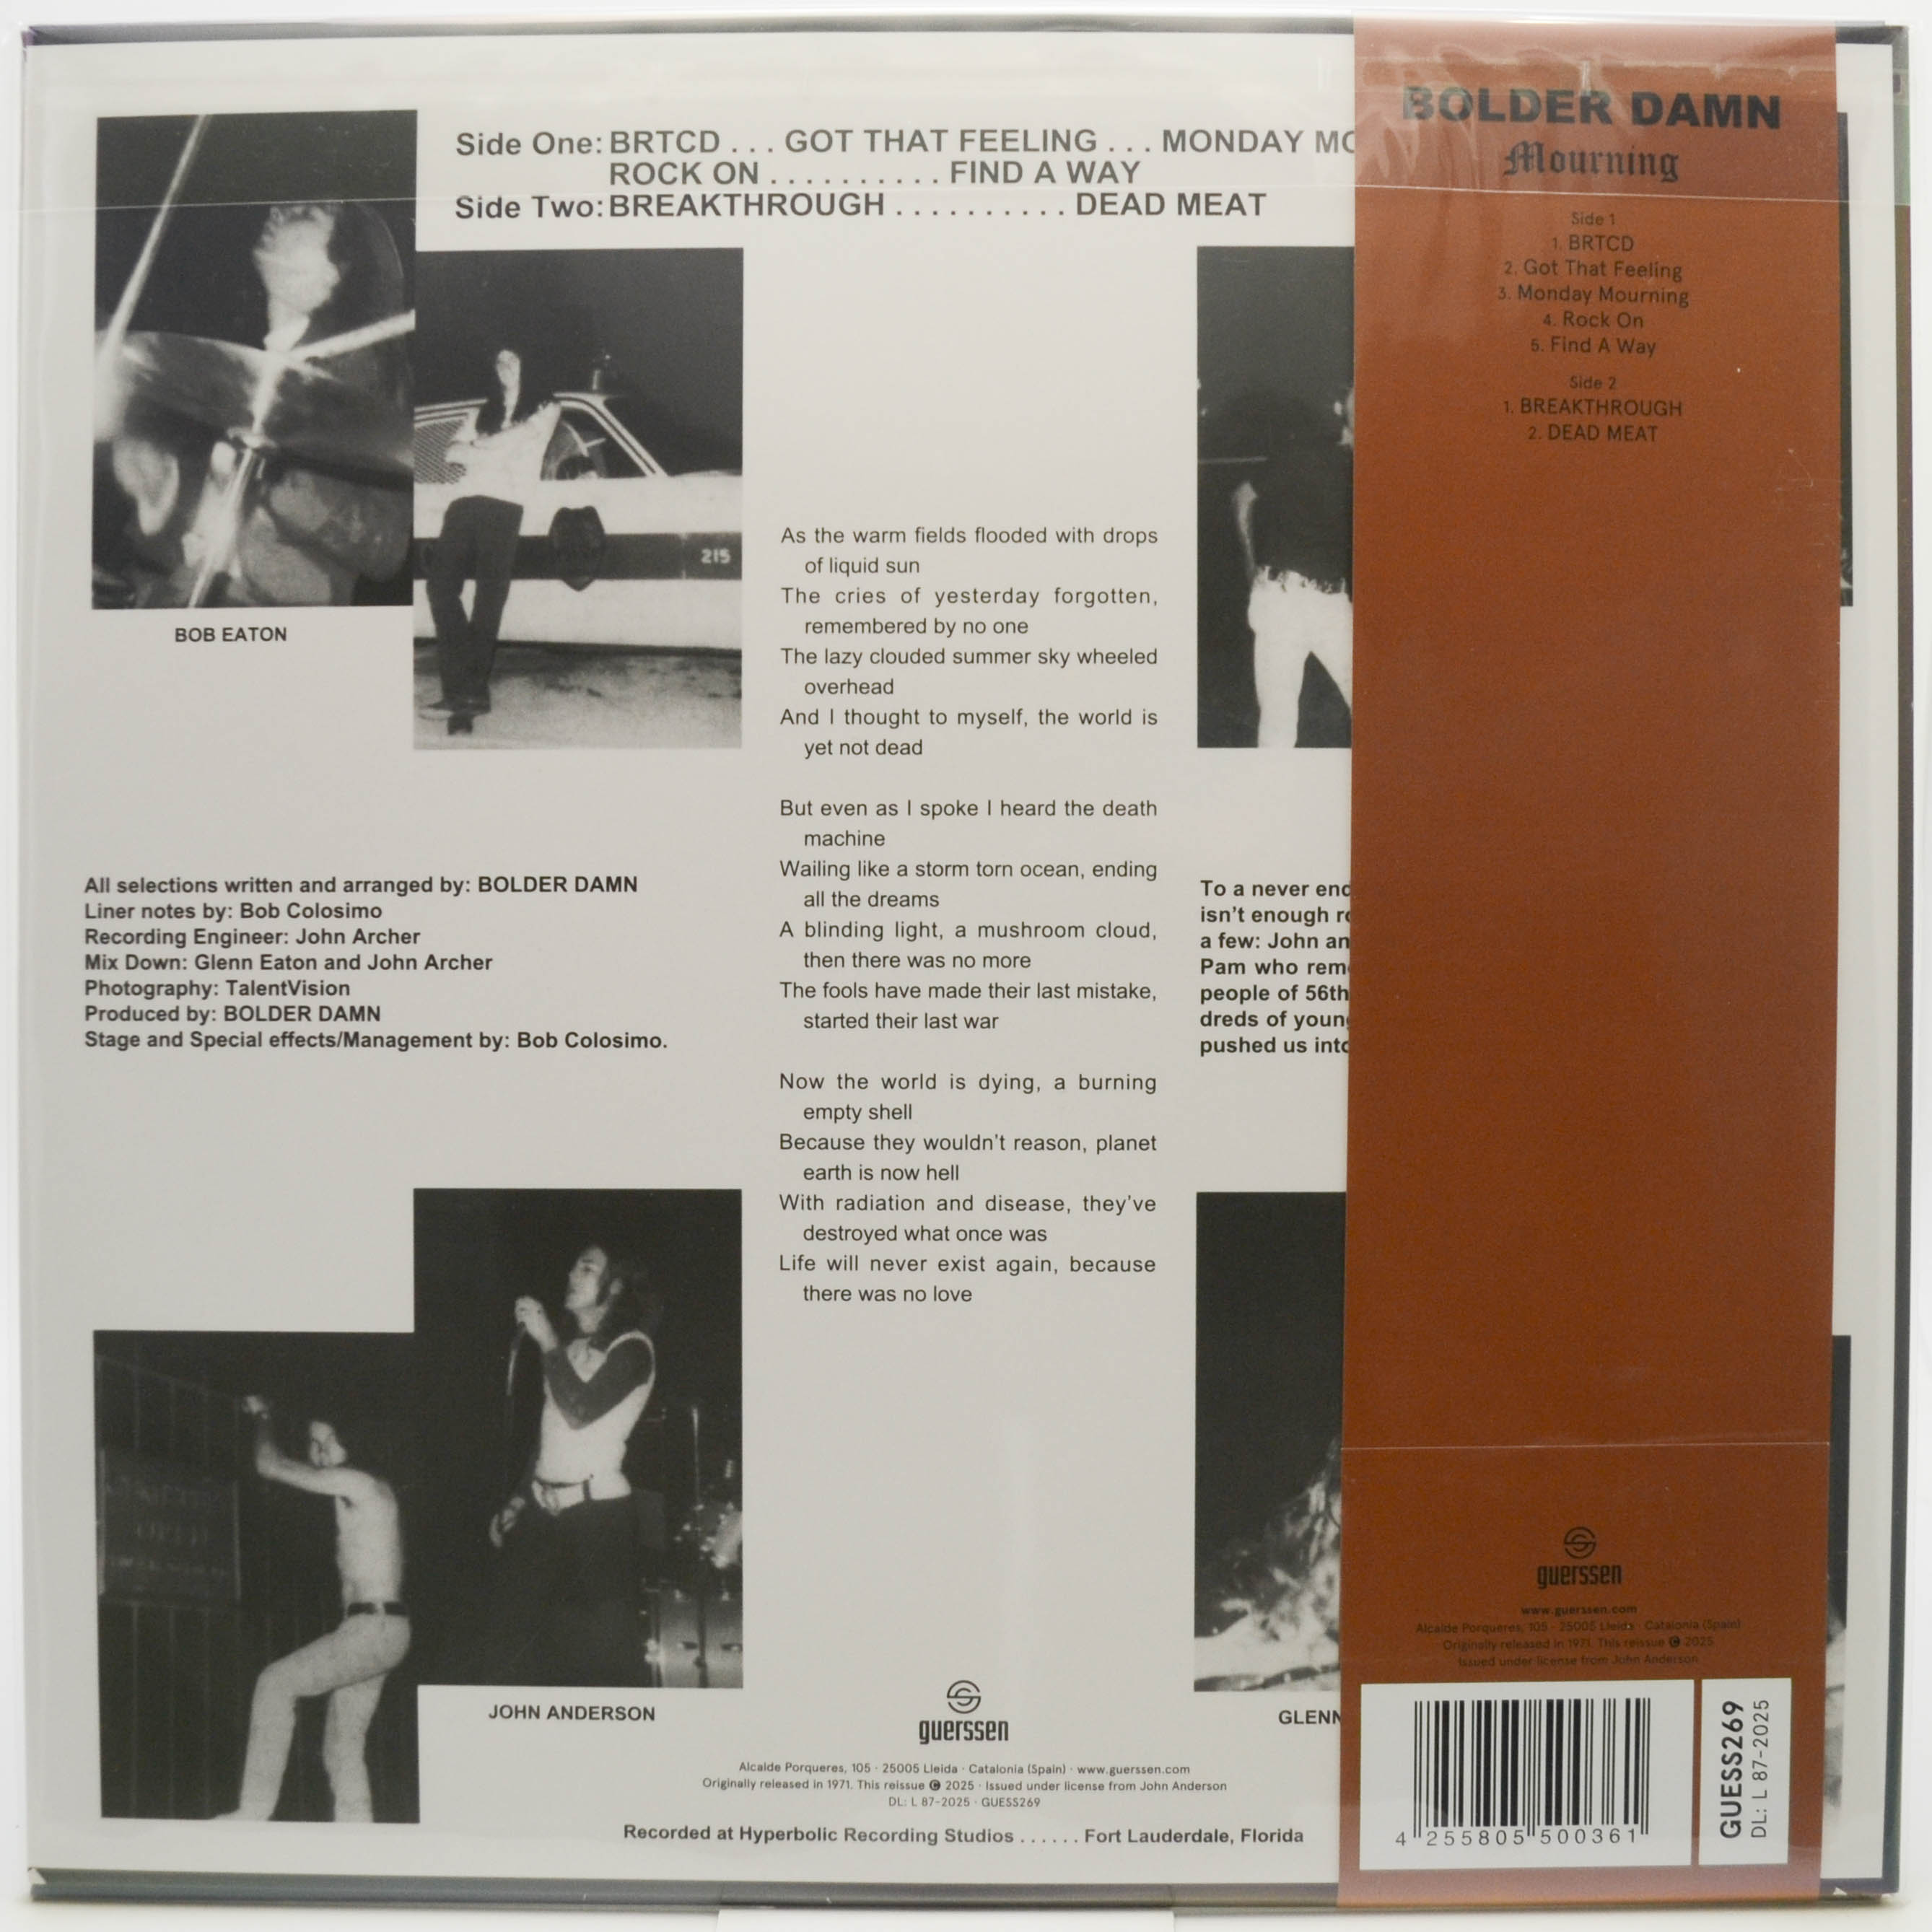 Side One: BRTCD . . . GOT THAT FEELING . . . MONDAY MO
ROCK ON . . . . . . . . . . FIND A WAY
Side Two: BREAKTHROUGH . . . . . . . . . . DEAD MEAT
BOB EATON
215
As the warm fields flooded with drops
of liquid sun
The cries of yesterday forgotten,
remembered by no one
The lazy clouded summer sky wheeled
overhead
And I thought to myself, the world is
yet not dead
But even as I spoke I heard the death
machine
Wailing like a storm torn ocean, ending
all the dreams
A blinding light, a mushroom cloud,
then there was no more
The fools have made their last mistake,
started their last war
Now the world is dying, a burning
empty shell
Because they wouldn't reason, planet
earth is now hell
With radiation and disease, they've
destroyed what once was
Life will never exist again, because
there was no love
All selections written and arranged by: BOLDER DAMN
Liner notes by: Bob Colosimo
Recording Engineer: John Archer
Mix Down: Glenn Eaton and John Archer
Photography: TalentVision
Produced by: BOLDER DAMN
Stage and Special effects/Management by: Bob Colosimo.
To a never end
isn't enough ro
a few: John an
Pam who rem
people of 56th
dreds of young
pushed us into
JOHN ANDERSON
GLENN
guerssen
Alcalde Porqueres, 105 · 25005 Lleida · Catalonia (Spain) · www.guerssen.com
Originally released in 1971. This reissue © 2025 · Issued under license from John Anderson
DL: L 87-2025 · GUESS269
Recorded at Hyperbolic Recording Studios . . . . . . Fort Lauderdale, Florida
BOLDER DAMN
Mourning
Side 1
1. BRTCD
2. Got That Feeling
3. Monday Mourning
4. Rock On
5. Find A Way
Side 2
1. BREAKTHROUGH
2. DEAD MEAT
guerssen
www.guerssen.com
Alcalde Porqueres, 105 · 25005 Lleida · Catalonia (Spain)
Originally released in 1971. This reissue © 2025
Issued under license from John Anderson
4 255805 500361
GUESS269
DL: L 87-2025